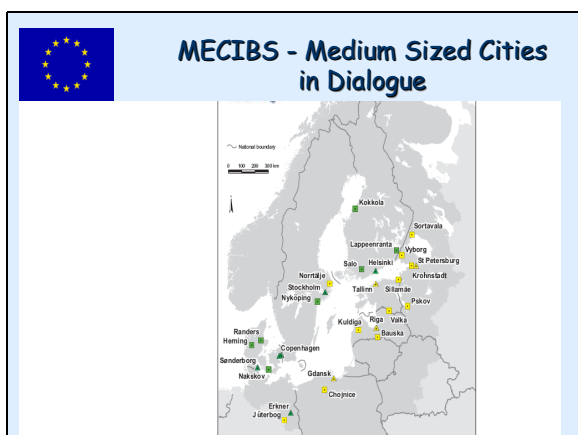 MECIBS - Medium Sized Cities
in Dialogue
National boundary
0 100 200 300 km
Kokkola
Sortavala
Lappeenranta
Vyborg
St Petersburg
Salo
Helsinki
Krohnstadt
Norrtälje
Stockholm
Tallinn
Sillamäe
Nyköping
Pskov
Kuldiga
Riga
Valka
Bauska
Randers
Herning
Copenhagen
Sønderborg
Nakskov
Gdansk
Chojnice
Erkner
Jüterbog